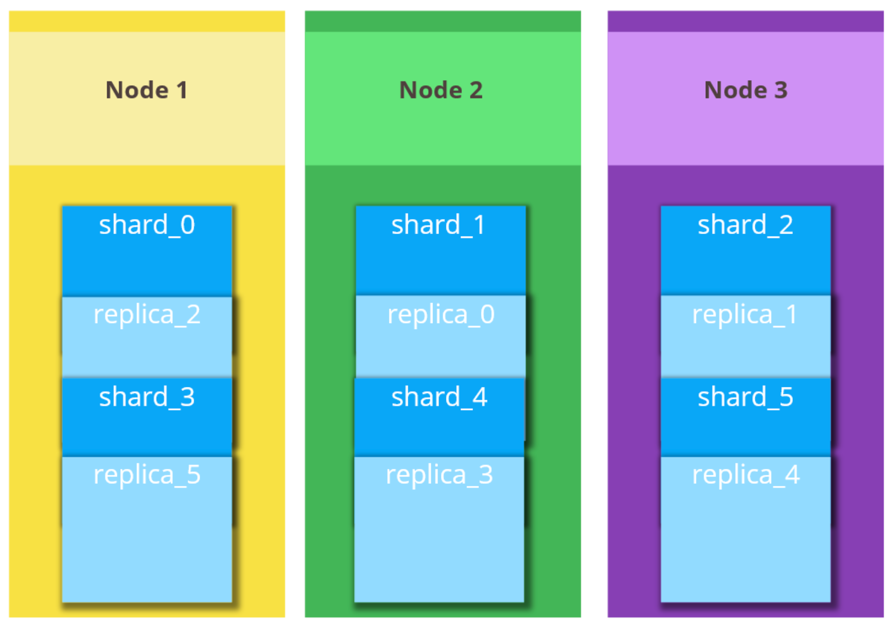 Node 1
shard_0
replica_2
shard_3
replica_5
Node 2
shard_1
replica_0
shard_4
replica_3
Node 3
shard_2
replica_1
shard_5
replica_4